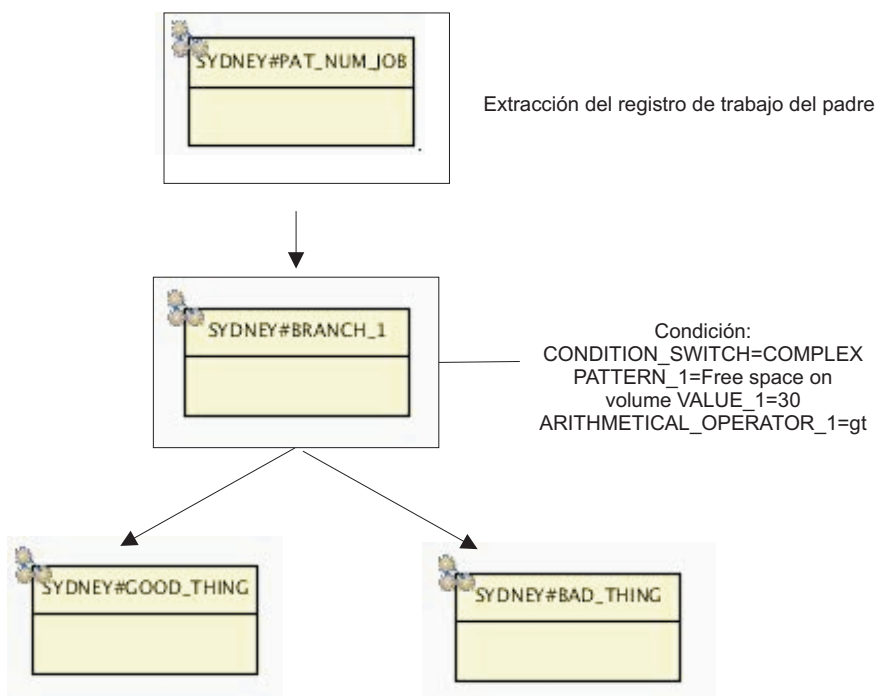 SYDNEY#PAT_NUM_JOB
Extracción del registro de trabajo del padre
SYDNEY#BRANCH_1
Condición:
CONDITION_SWITCH=COMPLEX
PATTERN_1=Free space on
volume VALUE_1=30
ARITHMETICAL_OPERATOR_1=gt
SYDNEY#GOOD_THING
SYDNEY#BAD_THING